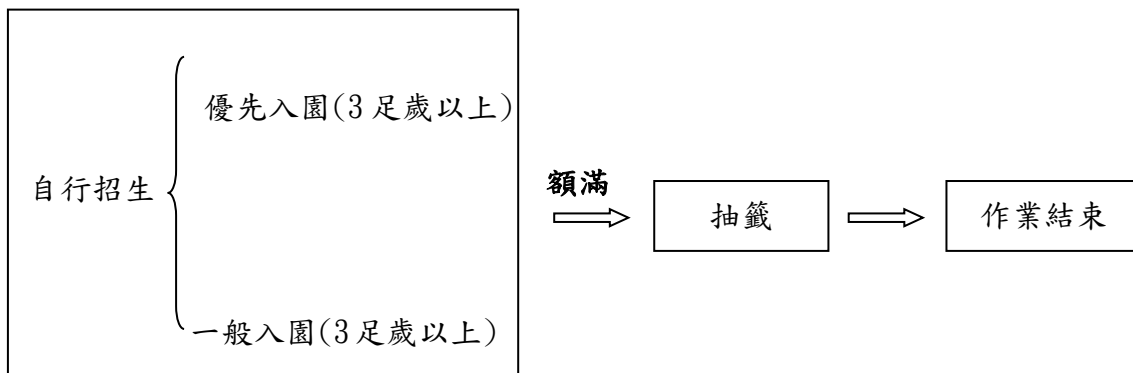 優先入園(3足歲以上)
自行招生
一般入園(3足歲以上)
額滿
抽籤
作業結束